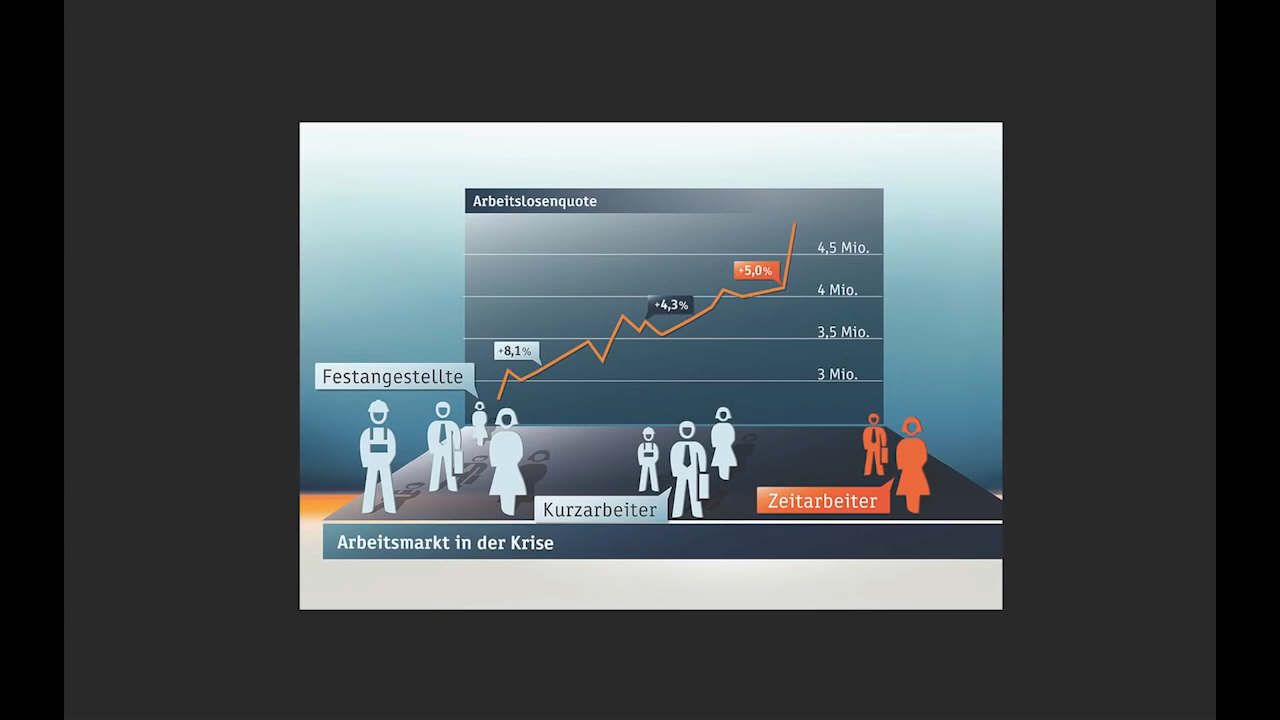 Arbeitslosenquote
4,5 Mio.
+5,0%
4 Mio.
+4,3%
3,5 Mio.
+8,1%
3 Mio.
Festangestellte
Kurzarbeiter
Zeitarbeiter
Arbeitsmarkt in der Krise